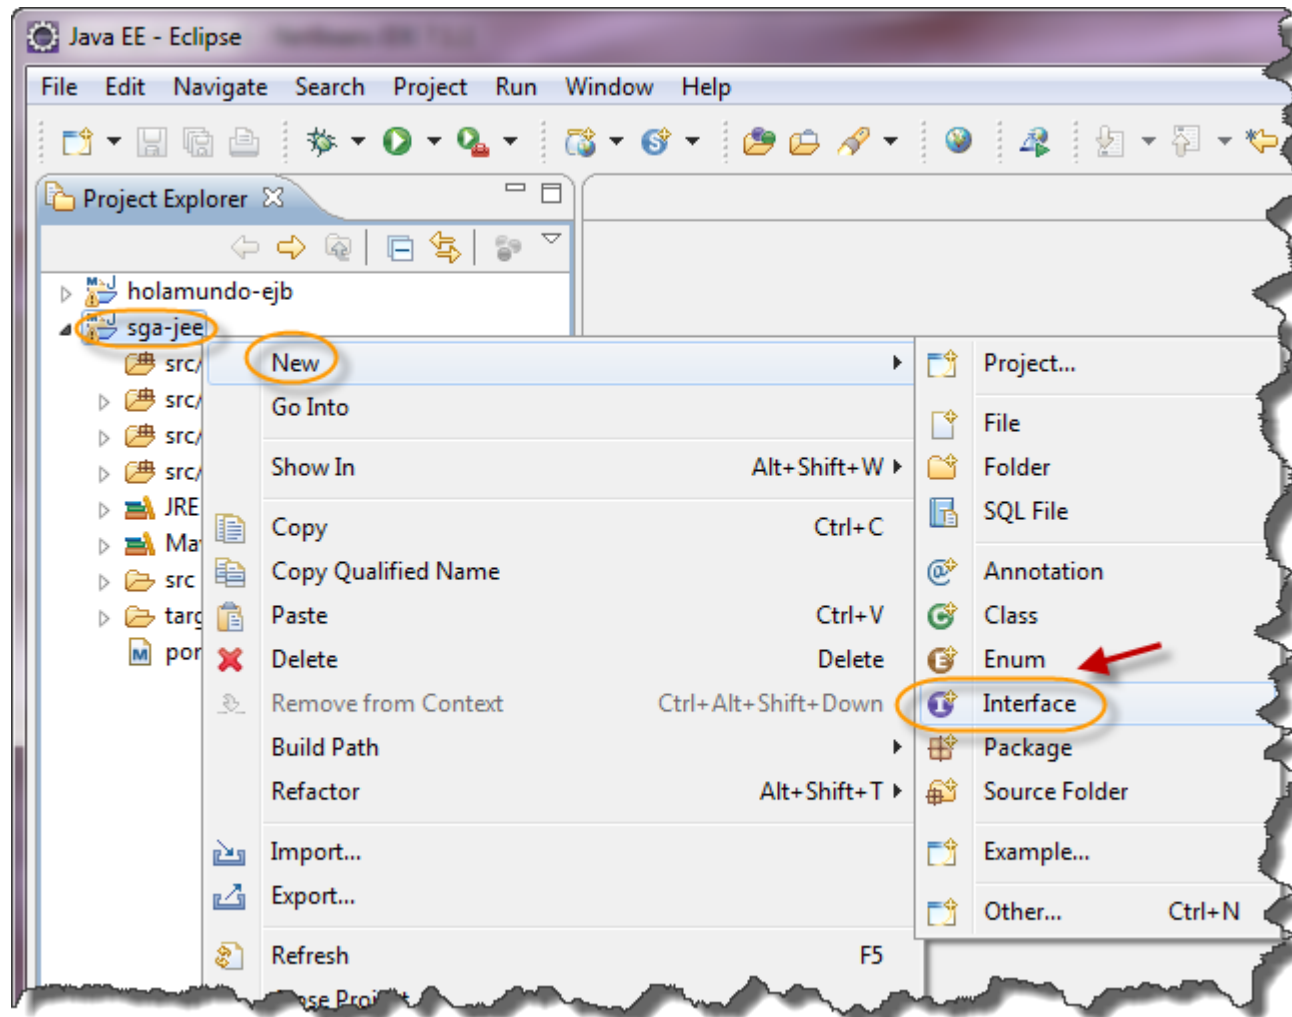 Java EE - Eclipse
File Edit Navigate Search Project Run Window Help
Project Explorer
holamundo-ejb
sga-jee
src/
src/
src/
src/
JRE
src
New
Go Into
Show In Alt+Shift+W
Copy Ctrl+C
Copy Qualified Name
Paste Ctrl+V
Delete Delete
Remove from Context Ctrl+Alt+Shift+Down
Build Path
Refactor Alt+Shift+T
Import...
Export...
Refresh F5
Project...
File
Folder
SQL File
Annotation
Class
Enum
Interface
Package
Source Folder
Example...
Other... Ctrl+N